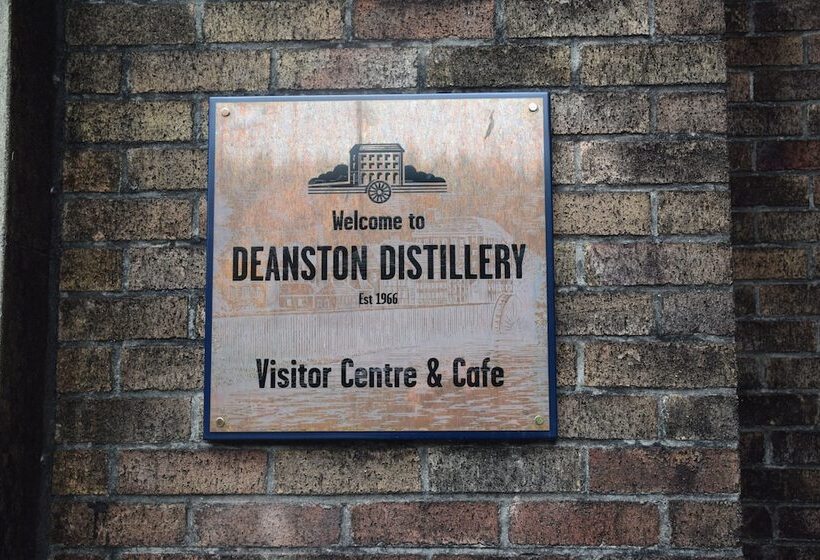 Welcome to
DEANSTON DISTILLERY
Est 1966
Visitor Centre & Cafe